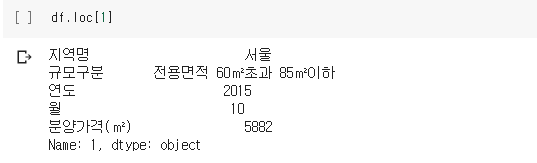 [ ] df.loc[1]
지역명 서울
규모구분 전용면적 60㎡초과 85㎡이하
연도 2015
월 10
분양가격(㎡) 5882
Name: 1, dtype: object